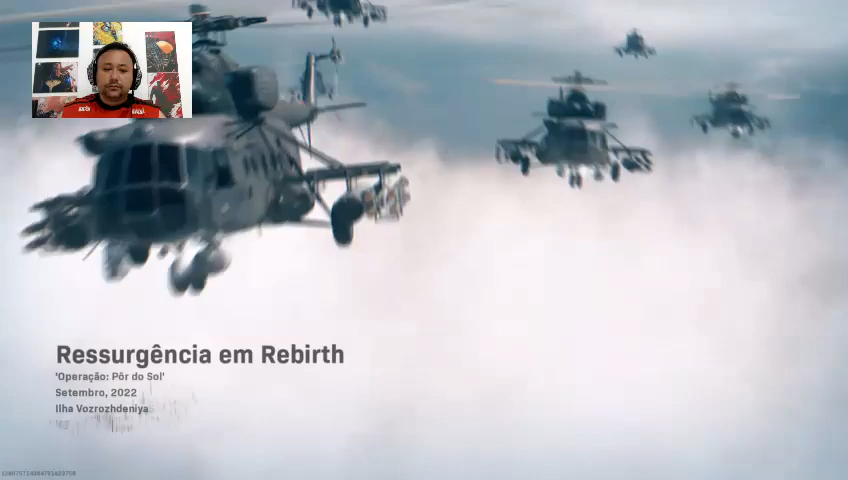 Ressurgência em Rebirth
'Operação: Pôr do Sol'
Setembro, 2022
Ilha Vozrozhdeniya